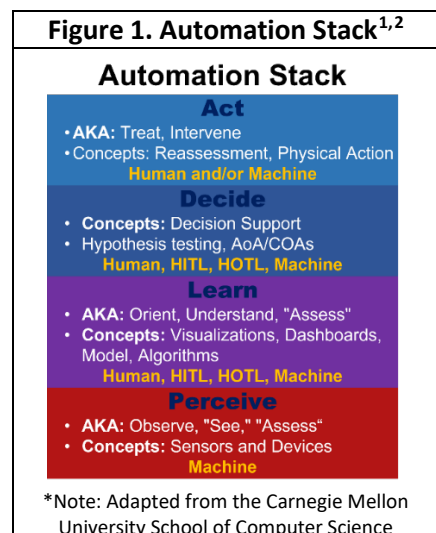 Figure 1. Automation Stack1,2
Automation Stack
Act
•AKA: Treat, Intervene
•Concepts: Reassessment, Physical Action
Human and/or Machine
Decide
• Concepts: Decision Support
• Hypothesis testing, AoA/COAs
Human, HITL, HOTL, Machine
Learn
• AKA: Orient, Understand, "Assess"
• Concepts: Visualizations, Dashboards,
Model, Algorithms
Human, HITL, HOTL, Machine
Perceive
• AKA: Observe, "See," "Assess“
• Concepts: Sensors and Devices
Machine
*Note: Adapted from the Carnegie Mellon
University School of Computer Science